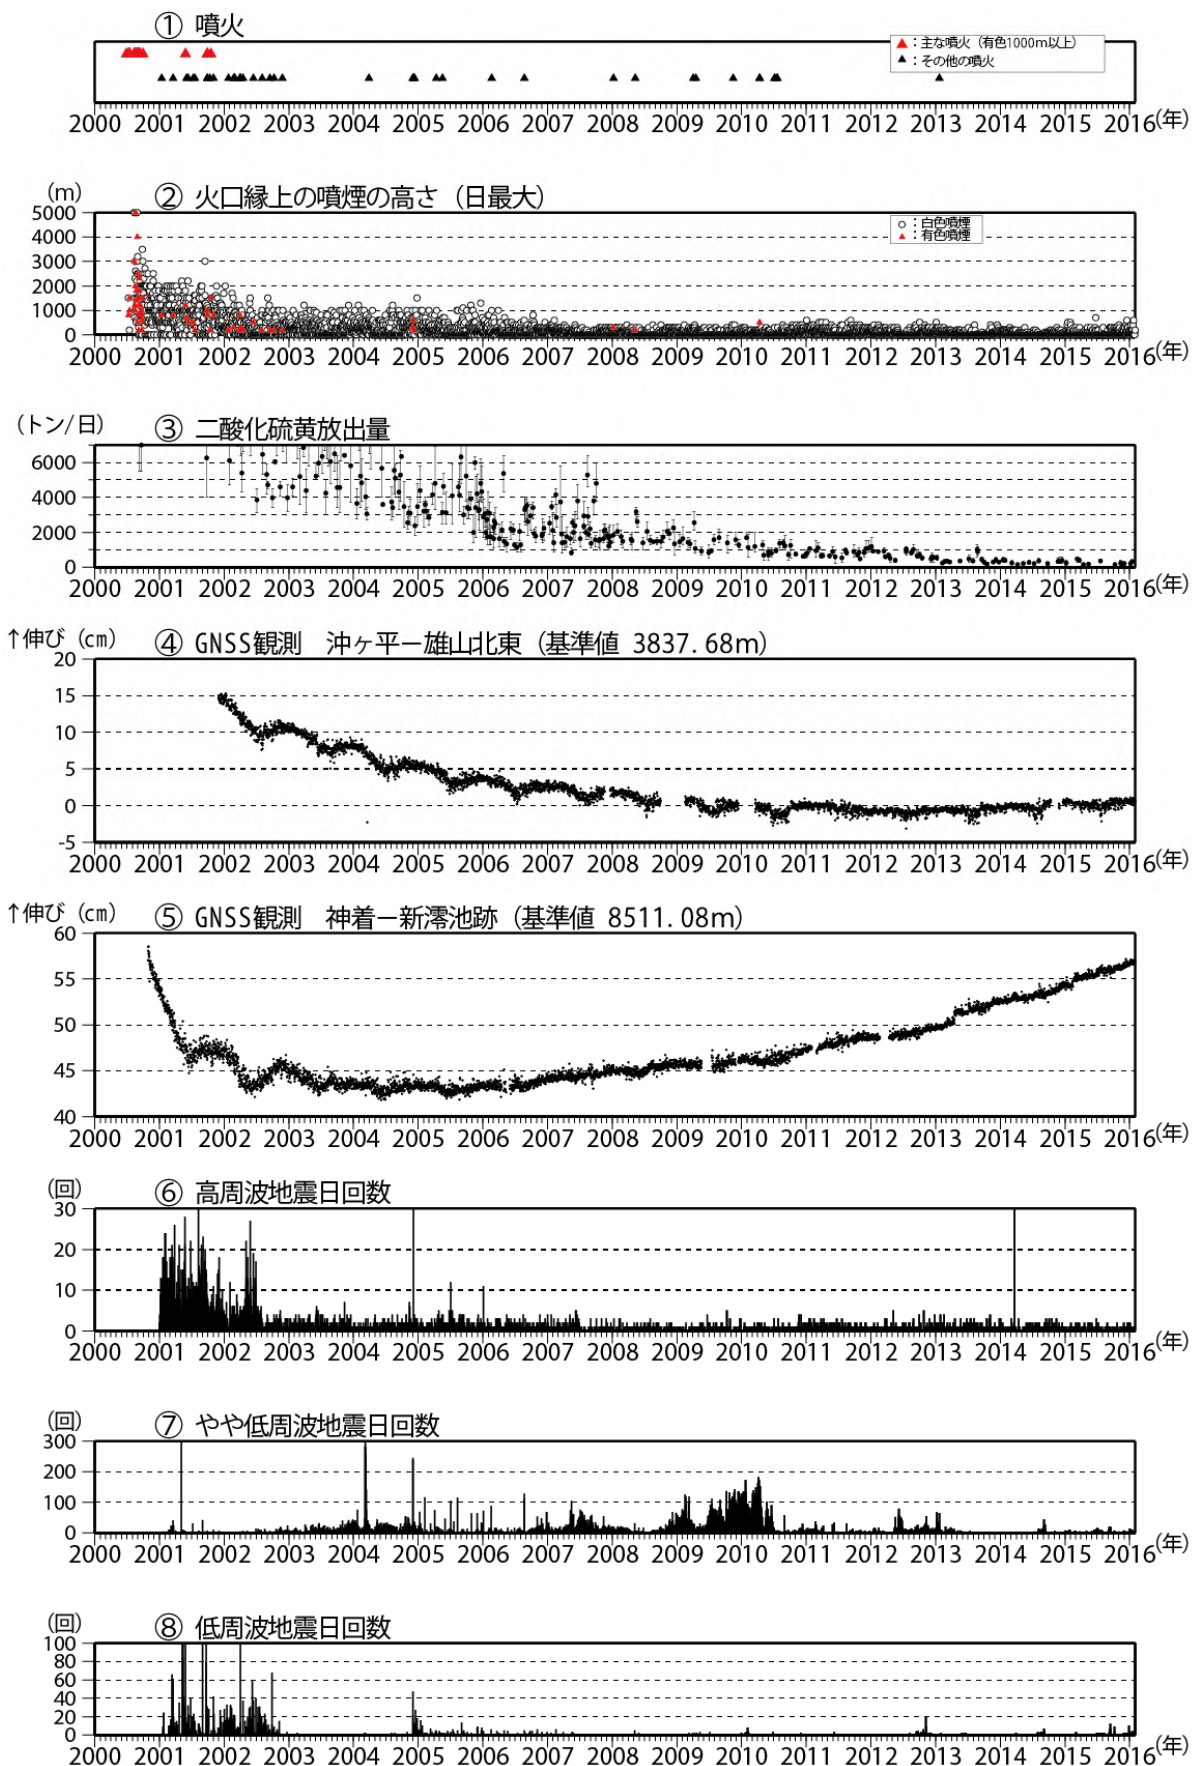 ① 噴火
▲：主な噴火（有色1000m以上）
▲：その他の噴火
2000 2001 2002 2003 2004 2005 2006 2007 2008 2009 2010 2011 2012 2013 2014 2015 2016(年)
(m) ② 火口縁上の噴煙の高さ（日最大）
○：白色噴煙
▲：有色噴煙
5000
4000
3000
2000
1000
0
2000 2001 2002 2003 2004 2005 2006 2007 2008 2009 2010 2011 2012 2013 2014 2015 2016(年)
(トン/日) ③ 二酸化硫黄放出量
6000
4000
2000
0
2000 2001 2002 2003 2004 2005 2006 2007 2008 2009 2010 2011 2012 2013 2014 2015 2016(年)
↑伸び (cm) ④ GNSS観測 沖ヶ平－雄山北東（基準値 3837.68m）
20
15
10
5
0
-5
2000 2001 2002 2003 2004 2005 2006 2007 2008 2009 2010 2011 2012 2013 2014 2015 2016(年)
↑伸び (cm) ⑤ GNSS観測 神着－新澪池跡（基準値 8511.08m）
60
55
50
45
40
2000 2001 2002 2003 2004 2005 2006 2007 2008 2009 2010 2011 2012 2013 2014 2015 2016(年)
(回) ⑥ 高周波地震日回数
30
20
10
0
2000 2001 2002 2003 2004 2005 2006 2007 2008 2009 2010 2011 2012 2013 2014 2015 2016(年)
(回) ⑦ やや低周波地震日回数
300
200
100
0
2000 2001 2002 2003 2004 2005 2006 2007 2008 2009 2010 2011 2012 2013 2014 2015 2016(年)
(回) ⑧ 低周波地震日回数
100
80
60
40
20
0
2000 2001 2002 2003 2004 2005 2006 2007 2008 2009 2010 2011 2012 2013 2014 2015 2016(年)